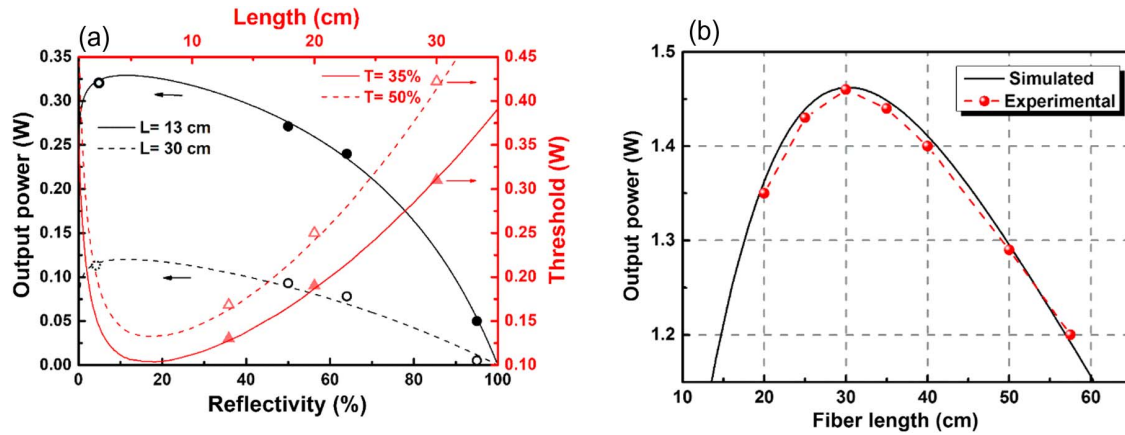 (a)
Length (cm)
0 10 20 30
0.35
0.30
0.25
0.20
0.15
0.10
0.05
0.00
Output power (W)
T= 35%
T= 50%
L= 13 cm
L= 30 cm
0.45
0.40
0.35
0.30
0.25
0.20
0.15
0.10
Threshold (W)
0 20 40 60 80 100
Reflectivity (%)
(b)
1.5
1.4
1.3
1.2
Output power (W)
Simulated
Experimental
10 20 30 40 50 60
Fiber length (cm)